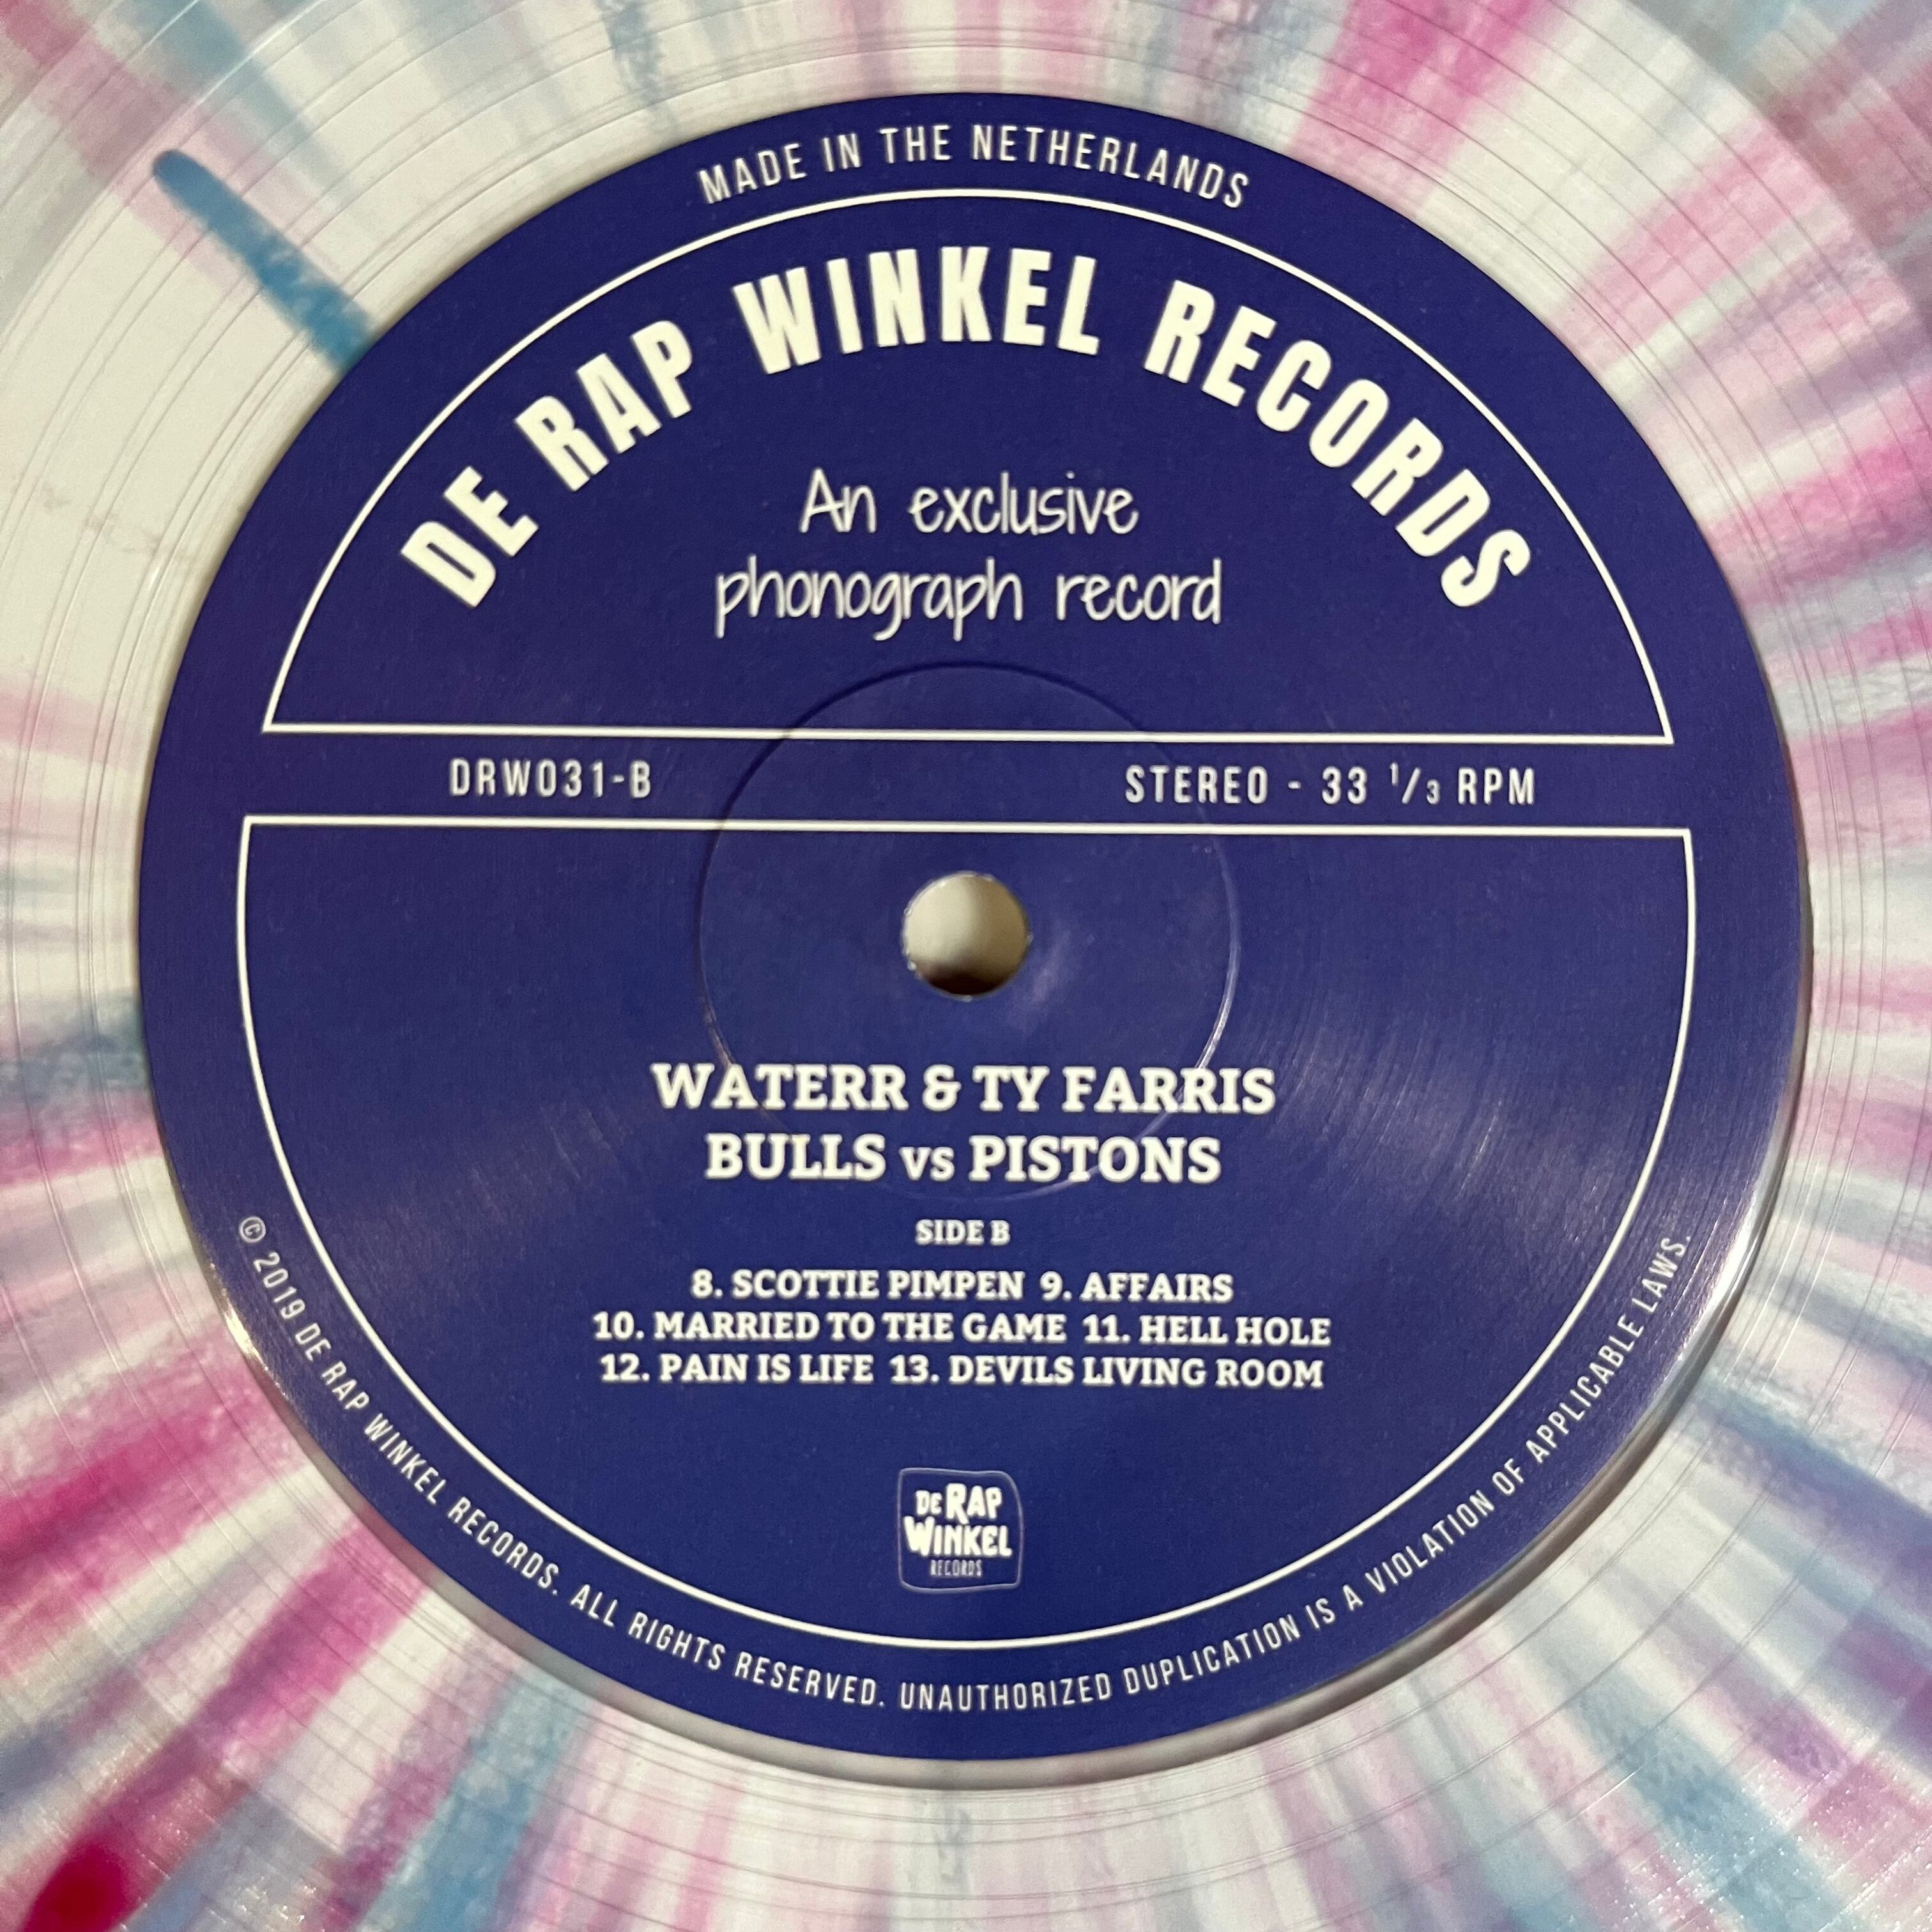 MADE IN THE NETHERLANDS
DE RAP WINKEL RECORDS
An exclusive
phonograph record
DRW031-B
STEREO - 33 1/3 RPM
WATERR & TY FARRIS
BULLS vs PISTONS
SIDE B
8. SCOTTIE PIMPEN 9. AFFAIRS
10. MARRIED TO THE GAME 11. HELL HOLE
12. PAIN IS LIFE 13. DEVILS LIVING ROOM
DE RAP
WINKEL
RECORDS
© 2019 DE RAP WINKEL RECORDS. ALL RIGHTS RESERVED. UNAUTHORIZED DUPLICATION IS A VIOLATION OF APPLICABLE LAWS.